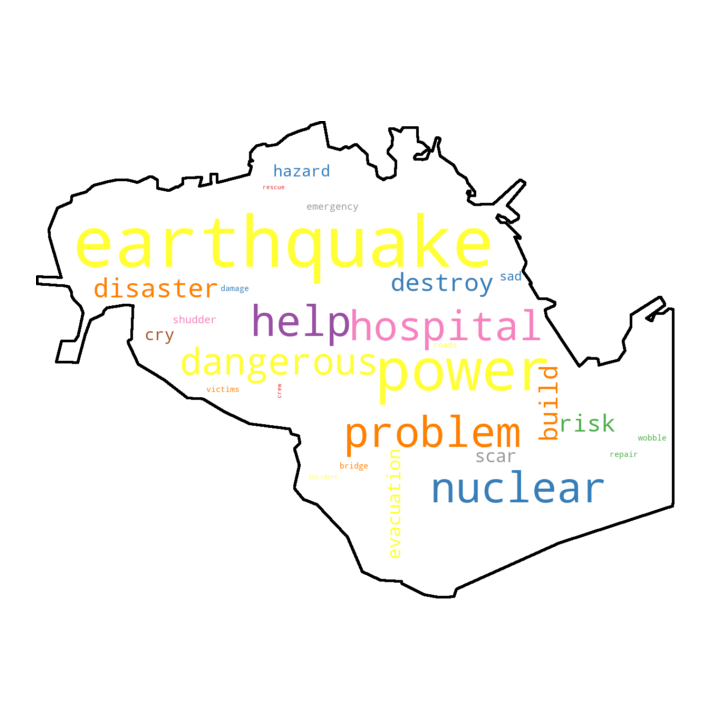 hazard
rescue
emergency
earthquake
sad
destroy
disaster
damage
shudder
help
hospital
cry
dangerous
power
victims
crew
build
risk
problem
wobble
scar
repair
bridge
evacuation
nuclear